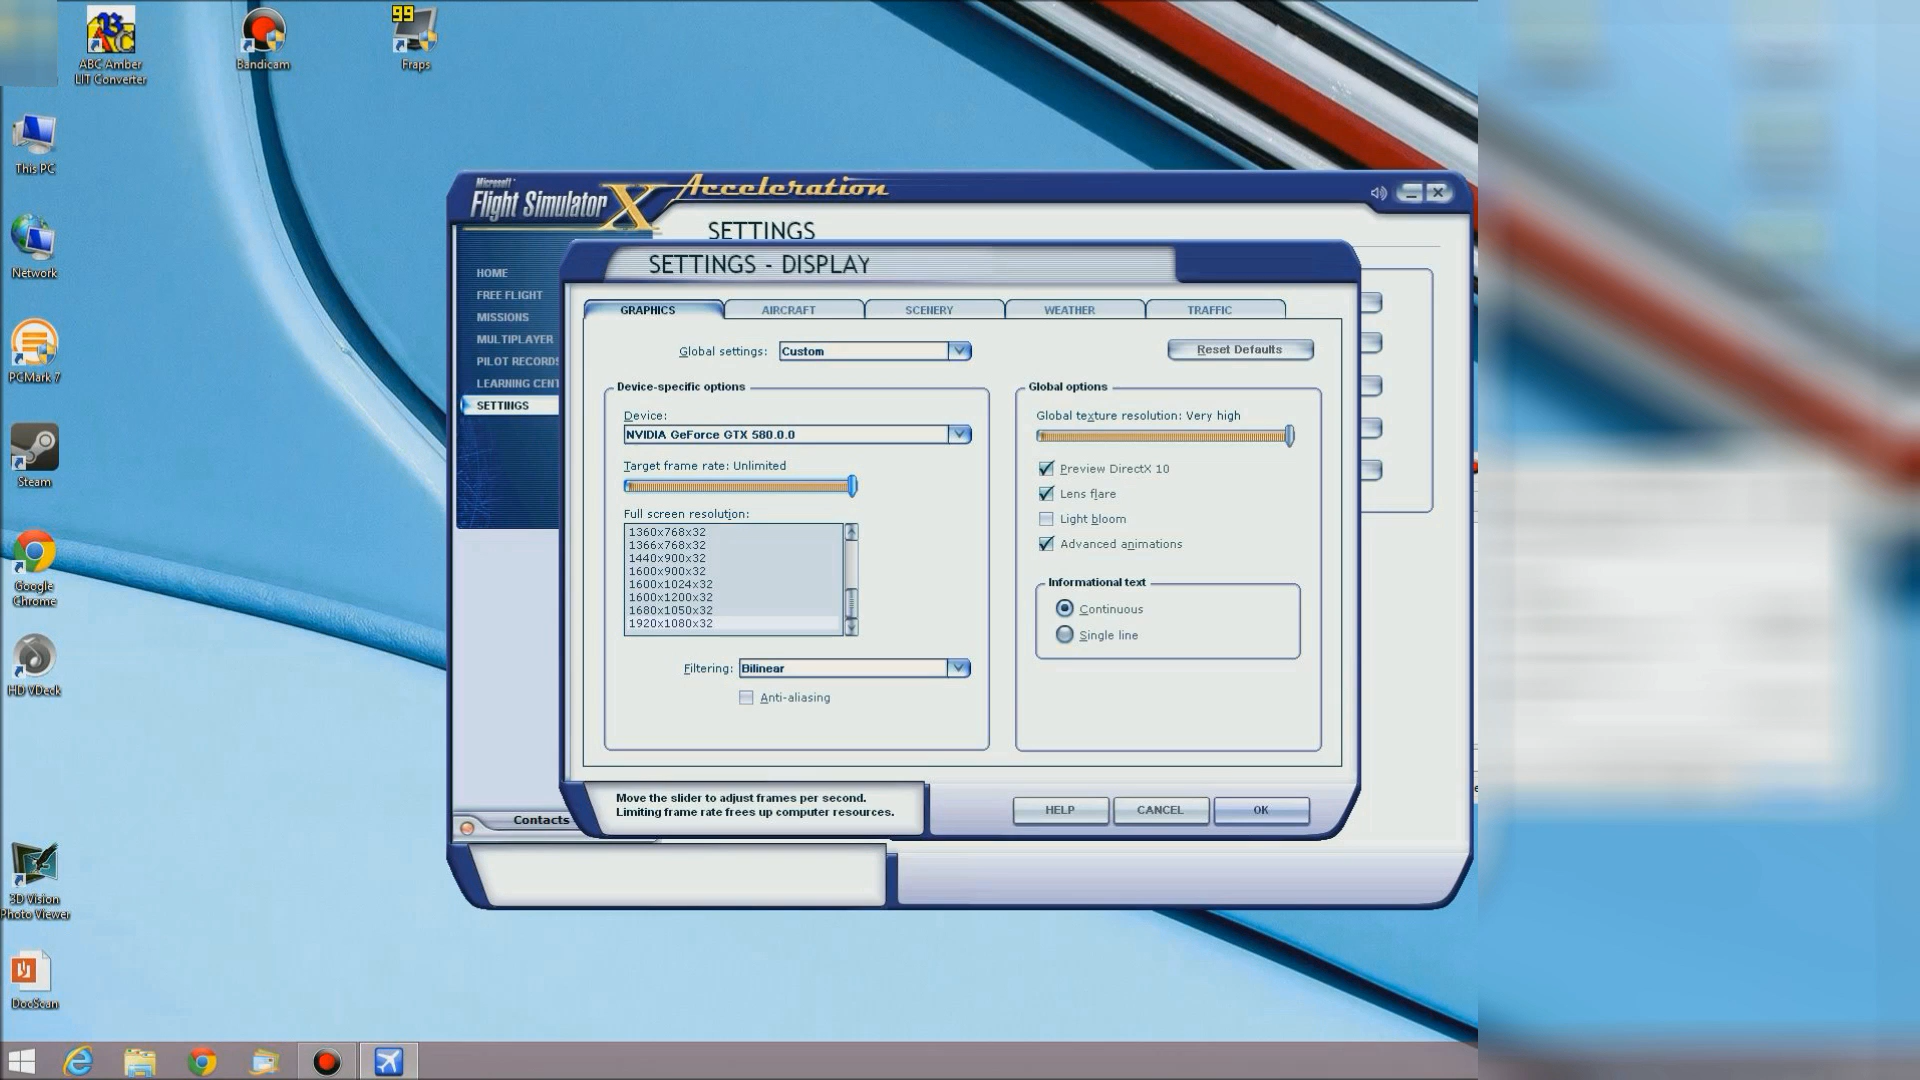 99
ABC Amber
LIT Converter
Bandicam
Fraps
This PC
Network
PCMark 7
Steam
Google
Chrome
HD VDeck
3D Vision
Photo Viewer
DocScan
Microsoft
Flight Simulator X Acceleration
SETTINGS
HOME
FREE FLIGHT
MISSIONS
MULTIPLAYER
PILOT RECORDS
LEARNING CENT
SETTINGS
Contacts
SETTINGS - DISPLAY
GRAPHICS
AIRCRAFT
SCENERY
WEATHER
TRAFFIC
Global settings: Custom
Reset Defaults
Device-specific options
Device:
NVIDIA GeForce GTX 580.0.0
Target frame rate: Unlimited
Full screen resolution:
1360x768x32
1366x768x32
1440x900x32
1600x900x32
1600x1024x32
1600x1200x32
1680x1050x32
1920x1080x32
Filtering: Bilinear
Anti-aliasing
Global options
Global texture resolution: Very high
Preview DirectX 10
Lens flare
Light bloom
Advanced animations
Informational text
Continuous
Single line
Move the slider to adjust frames per second.
Limiting frame rate frees up computer resources.
HELP
CANCEL
OK